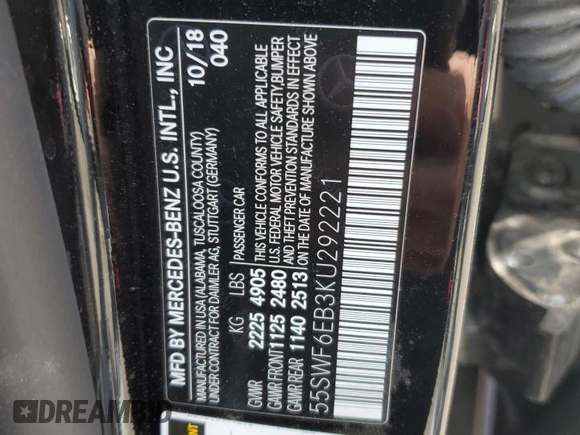 MFD BY MERCEDES-BENZ U.S. INTL., INC
10/18
040
MANUFACTURED IN USA (ALABAMA, TUSCALOOSA COUNTY)
UNDER CONTRACT FOR DAIMLER AG, STUTTGART (GERMANY)
KG LBS PASSENGER CAR
GVWR 2225 4905 THIS VEHICLE CONFORMS TO ALL APPLICABLE
GAWR FRONT 1125 2480 U.S. FEDERAL MOTOR VEHICLE SAFETY, BUMPER
GAWR REAR 1140 2513 AND THEFT PREVENTION STANDARDS IN EFFECT
ON THE DATE OF MANUFACTURE SHOWN ABOVE
55SWF6EB3KU292221
DREAMBID